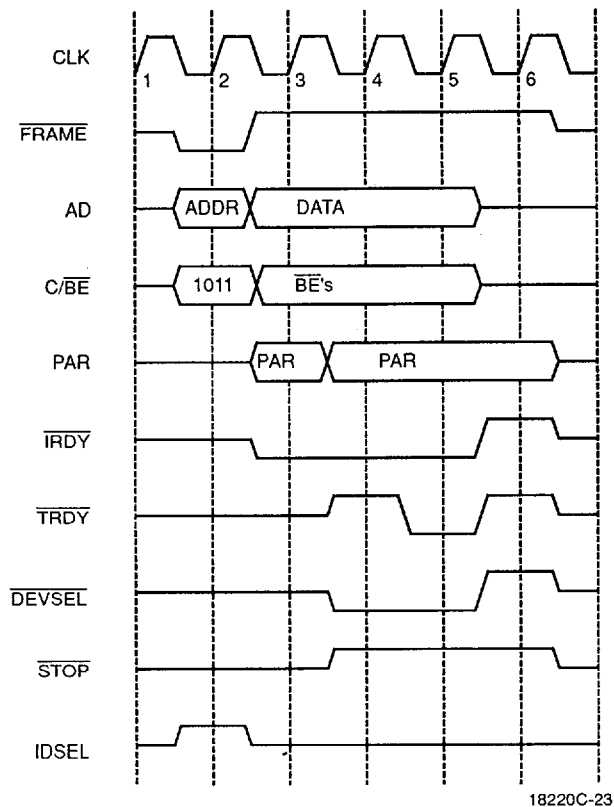 CLK
1 2 3 4 5 6
FRAME
AD ADDR DATA
C/BE 1011 BE's
PAR PAR PAR
IRDY
TRDY
DEVSEL
STOP
IDSEL
18220C-23